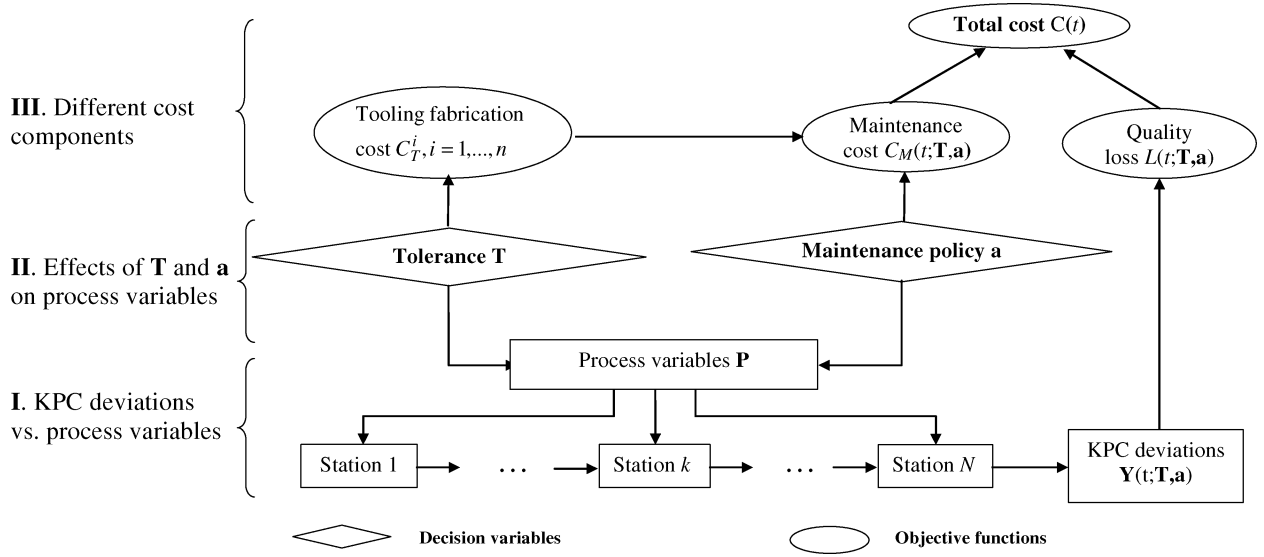 Total cost C(t)
III. Different cost
components
Tooling fabrication
cost C_T^i, i = 1,...,n
Maintenance
cost C_M(t;T,a)
Quality
loss L(t;T,a)
II. Effects of T and a
on process variables
Tolerance T
Maintenance policy a
Process variables P
I. KPC deviations
vs. process variables
Station 1
...
Station k
...
Station N
KPC deviations
Y(t;T,a)
Decision variables
Objective functions